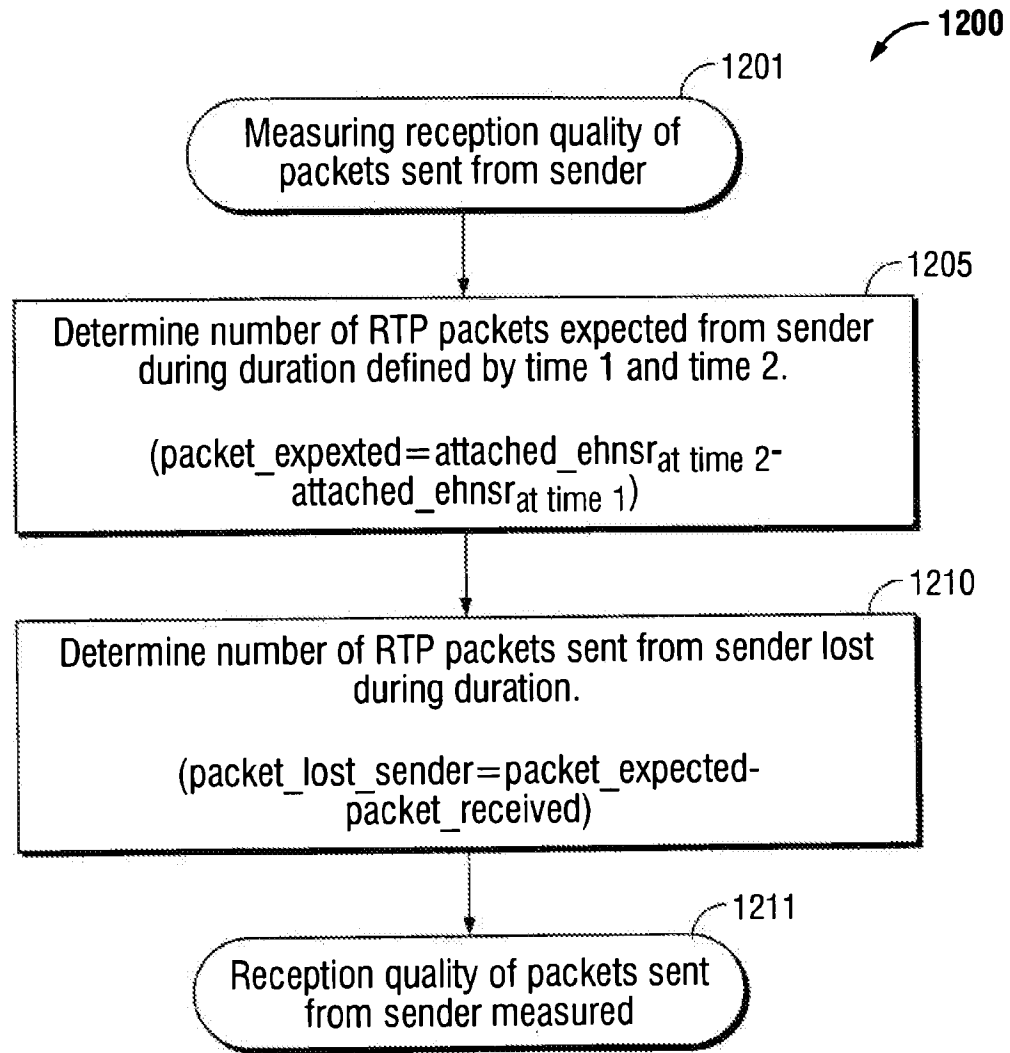 1200
1201
Measuring reception quality of
packets sent from sender
1205
Determine number of RTP packets expected from sender
during duration defined by time 1 and time 2.
(packet_expexted=attached_ehnsr at time 2-
attached_ehnsr at time 1)
1210
Determine number of RTP packets sent from sender lost
during duration.
(packet_lost_sender=packet_expected-
packet_received)
1211
Reception quality of packets sent
from sender measured